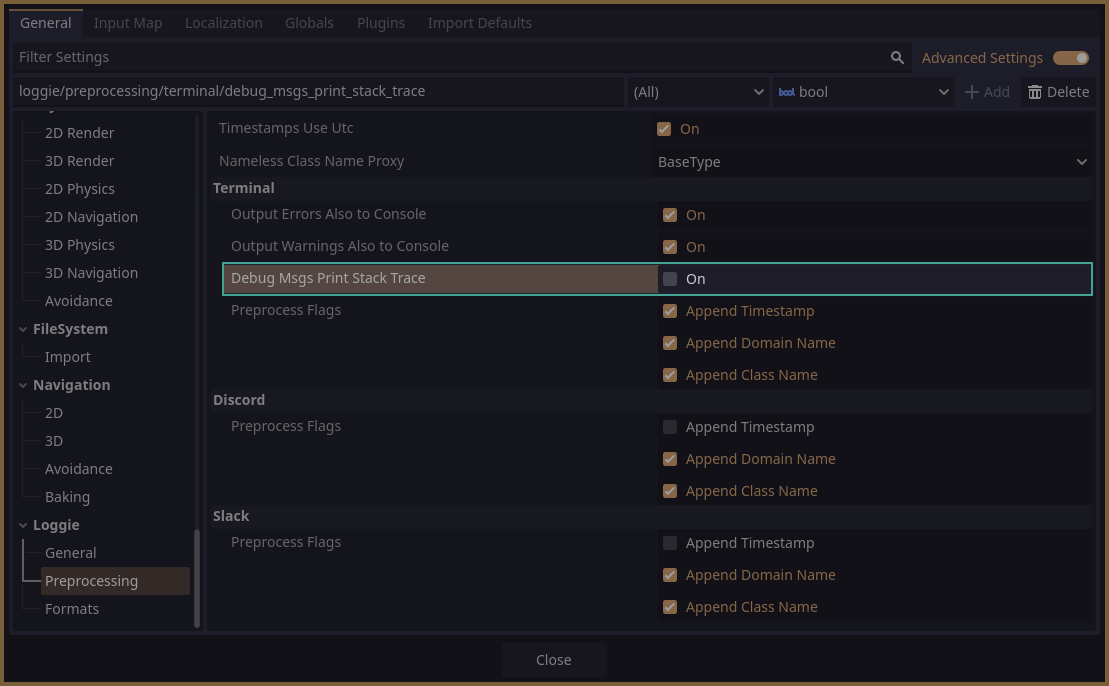 General Input Map Localization Globals Plugins Import Defaults
Filter Settings Advanced Settings
loggie/preprocessing/terminal/debug_msgs_print_stack_trace (All) bool bool Add Delete
2D Render
3D Render
2D Physics
2D Navigation
3D Physics
3D Navigation
Avoidance
FileSystem
Import
Navigation
2D
3D
Avoidance
Baking
Loggie
General
Preprocessing
Formats
Timestamps Use Utc On
Nameless Class Name Proxy BaseType
Terminal
Output Errors Also to Console On
Output Warnings Also to Console On
Debug Msgs Print Stack Trace On
Preprocess Flags Append Timestamp
Append Domain Name
Append Class Name
Discord
Preprocess Flags Append Timestamp
Append Domain Name
Append Class Name
Slack
Preprocess Flags Append Timestamp
Append Domain Name
Append Class Name
Close